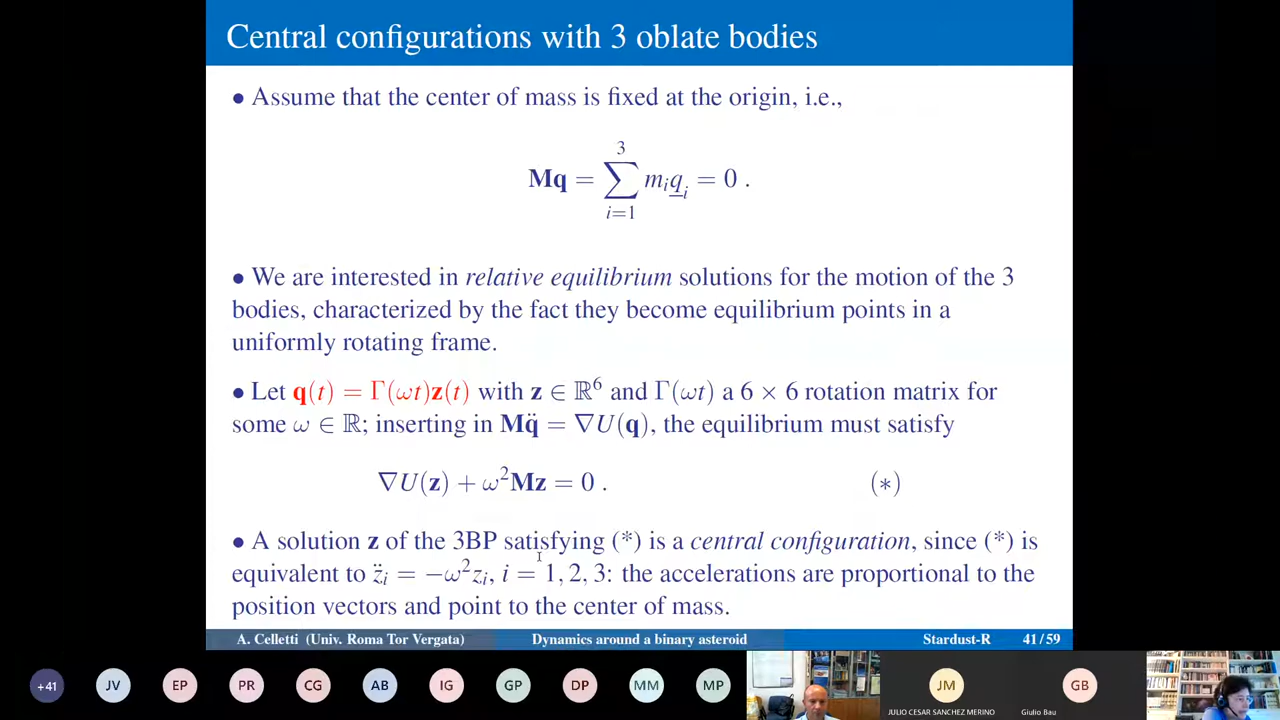 Central configurations with 3 oblate bodies
• Assume that the center of mass is fixed at the origin, i.e.,
Mq = ∑_{i=1}^{3} m_i q_i = 0 .
• We are interested in relative equilibrium solutions for the motion of the 3
bodies, characterized by the fact they become equilibrium points in a
uniformly rotating frame.
• Let q(t) = Γ(ωt)z(t) with z ∈ ℝ⁶ and Γ(ωt) a 6 × 6 rotation matrix for
some ω ∈ ℝ; inserting in Mq̈ = ∇U(q), the equilibrium must satisfy
∇U(z) + ω²Mz = 0 . (∗)
• A solution z of the 3BP satisfying (*) is a central configuration, since (*) is
equivalent to z̈_i = −ω²z_i, i = 1, 2, 3: the accelerations are proportional to the
position vectors and point to the center of mass.
A. Celletti (Univ. Roma Tor Vergata) Dynamics around a binary asteroid Stardust-R 41 / 59
+41 JV EP PR CG AB IG GP DP MM MP JM GB
JULIO CESAR SANCHEZ MERINO Giulio Bau